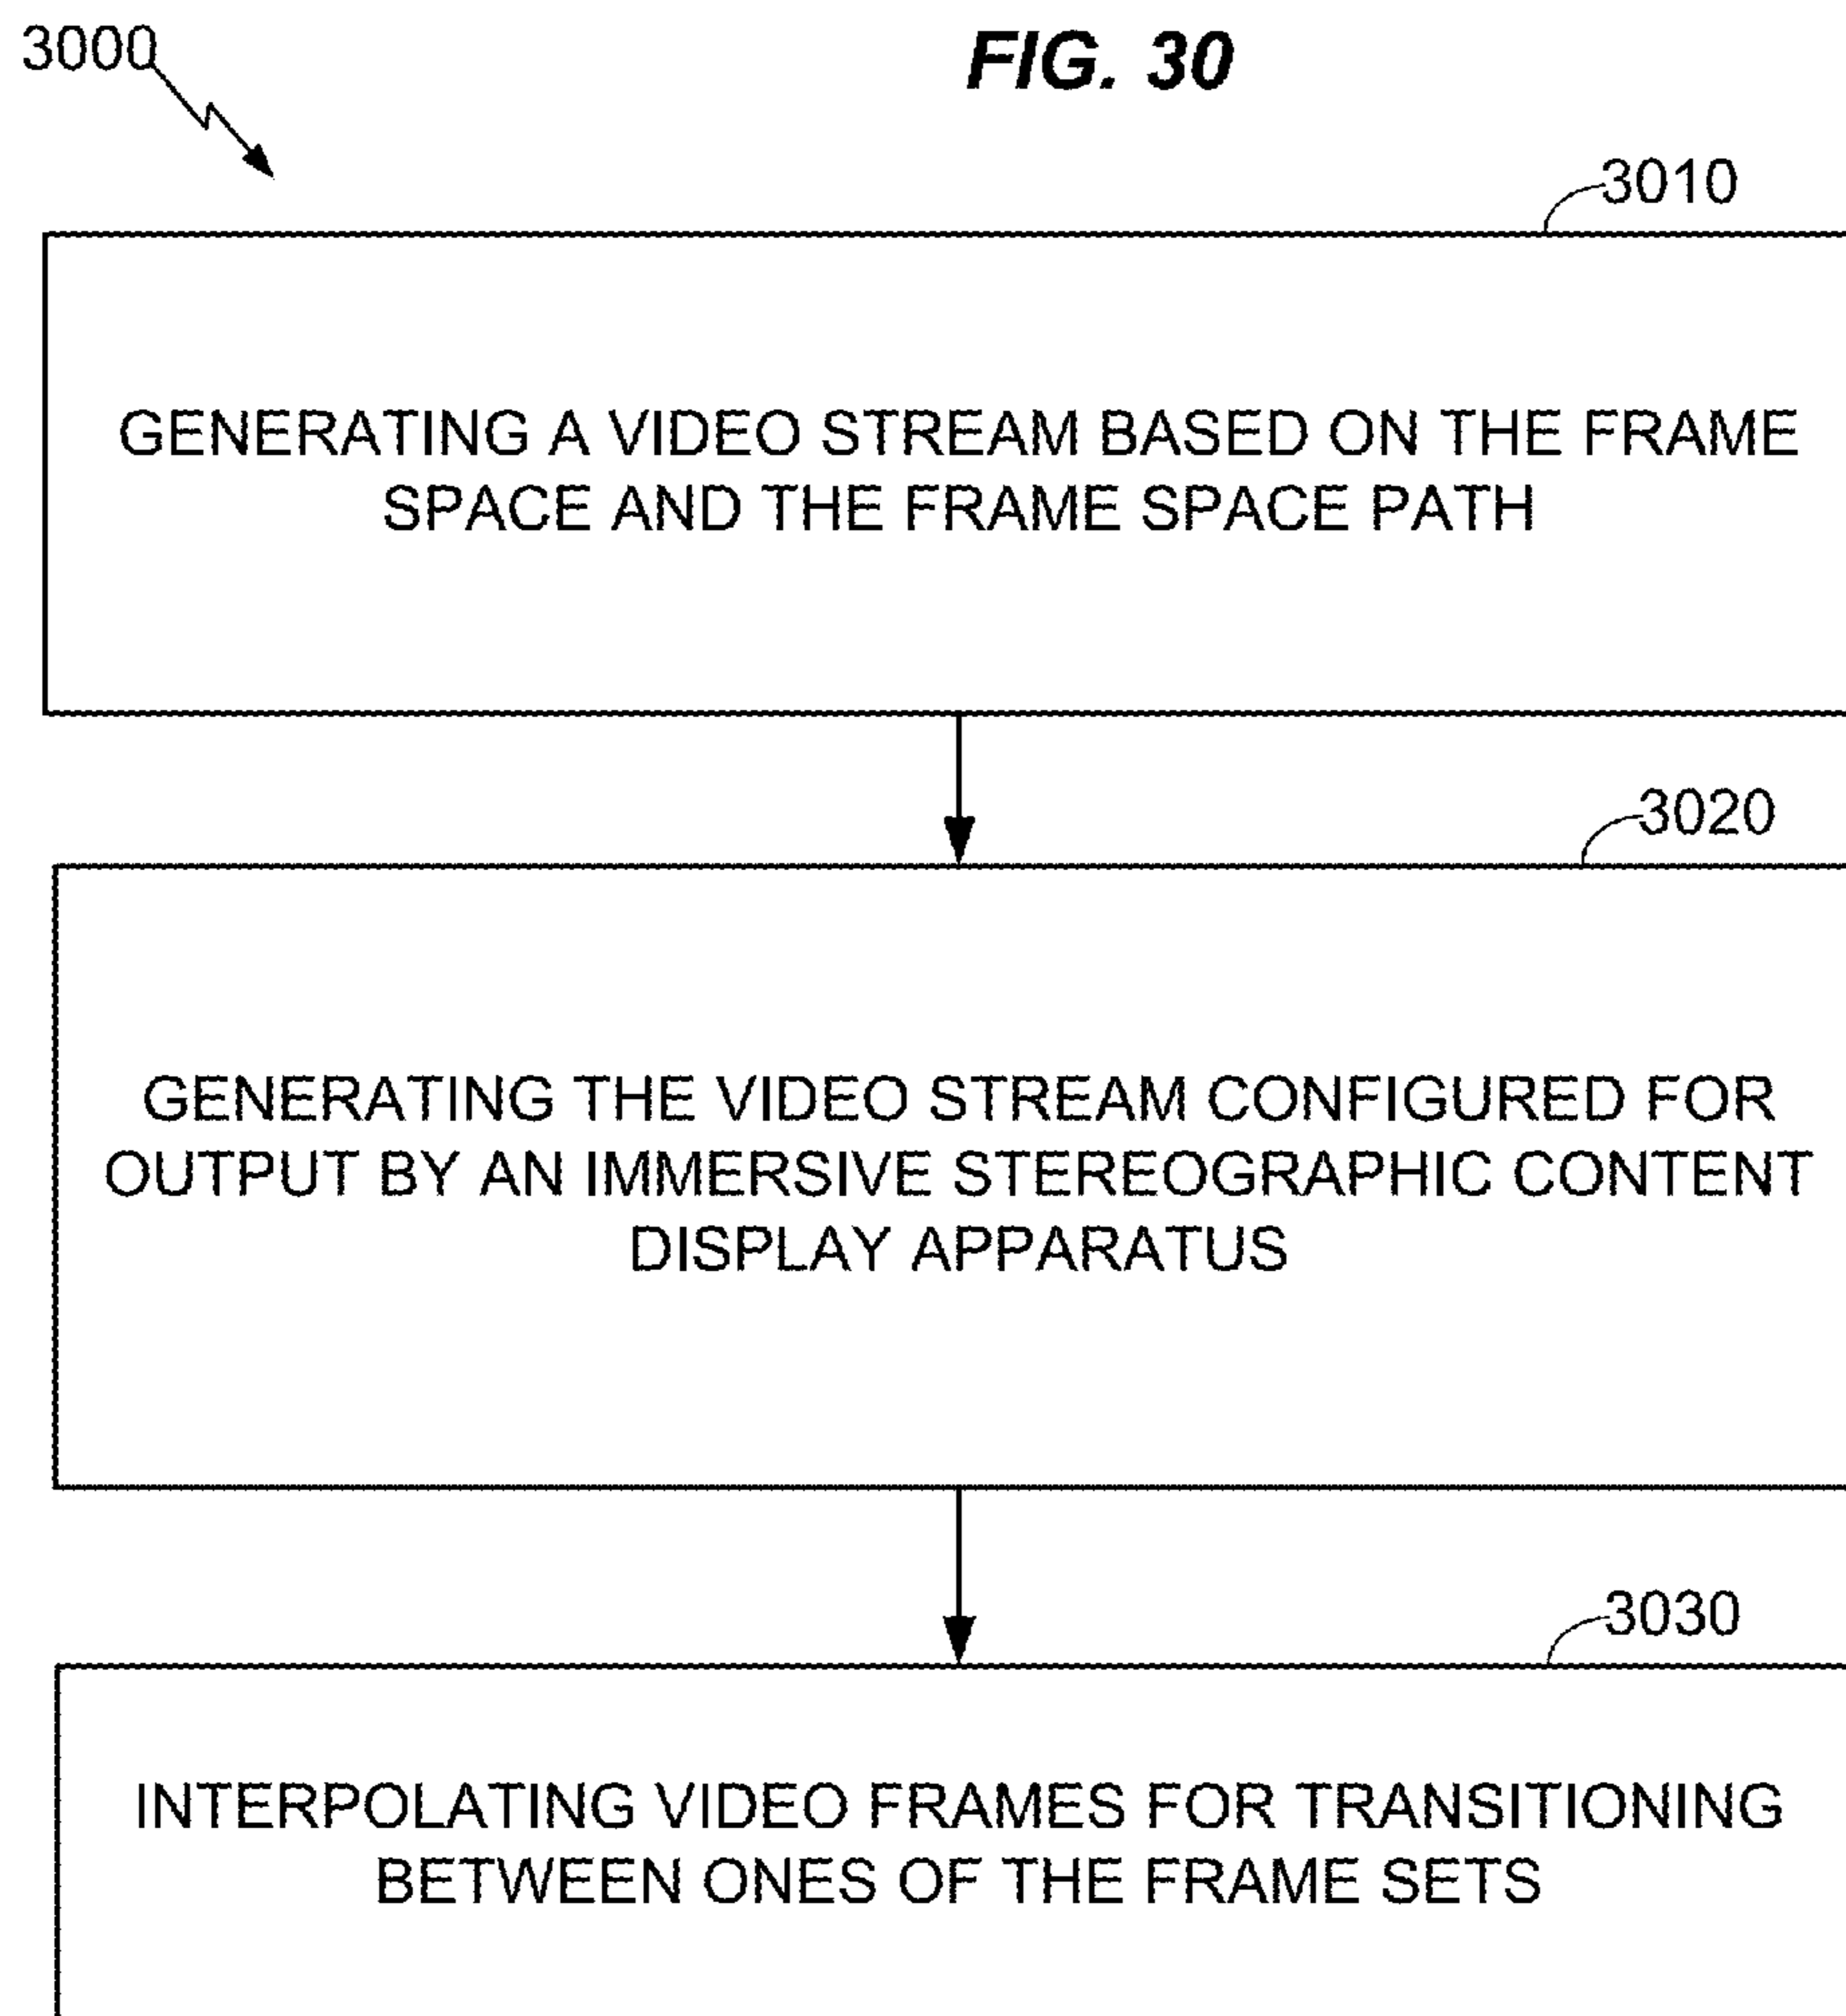 3000
FIG. 30
3010
GENERATING A VIDEO STREAM BASED ON THE FRAME
SPACE AND THE FRAME SPACE PATH
3020
GENERATING THE VIDEO STREAM CONFIGURED FOR
OUTPUT BY AN IMMERSIVE STEREOGRAPHIC CONTENT
DISPLAY APPARATUS
3030
INTERPOLATING VIDEO FRAMES FOR TRANSITIONING
BETWEEN ONES OF THE FRAME SETS